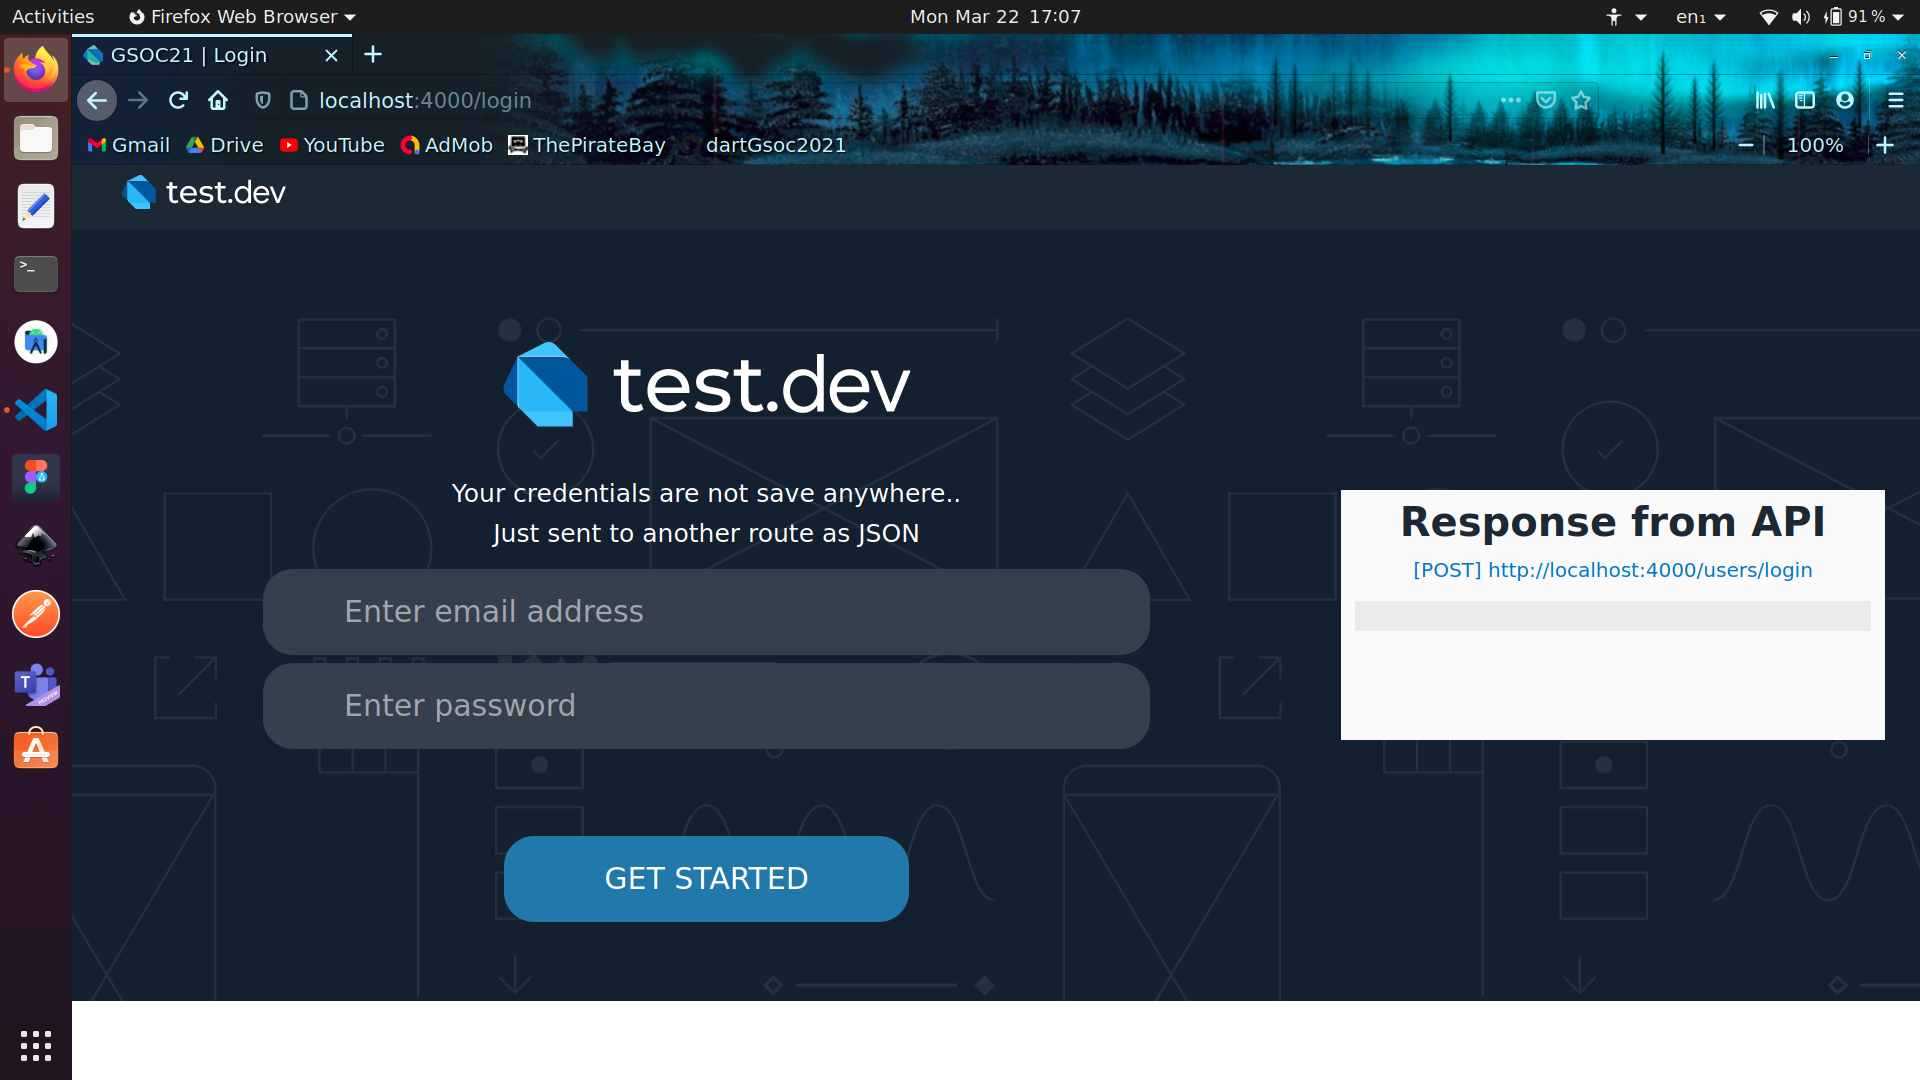 Activities Firefox Web Browser Mon Mar 22 17:07 en₁ 91 %
GSOC21 | Login
localhost:4000/login
Gmail Drive YouTube AdMob ThePirateBay dartGsoc2021 100%
test.dev
test.dev
Your credentials are not save anywhere..
Just sent to another route as JSON
Enter email address
Enter password
GET STARTED
Response from API
[POST] http://localhost:4000/users/login